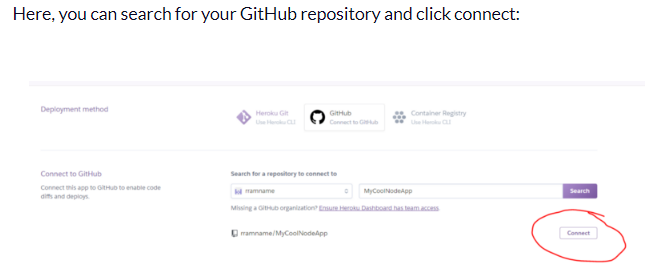 Here, you can search for your GitHub repository and click connect:
Deployment method
Heroku Git
Use Heroku CLI
GitHub
Connect to GitHub
Container Registry
Use Heroku CLI
Connect to GitHub
Connect this app to GitHub to enable code
diffs and deploys.
Search for a repository to connect to
mamname
MyCoolNodeApp
Search
Missing a GitHub organization? Ensure Heroku Dashboard has team access.
mamname/MyCoolNodeApp
Connect